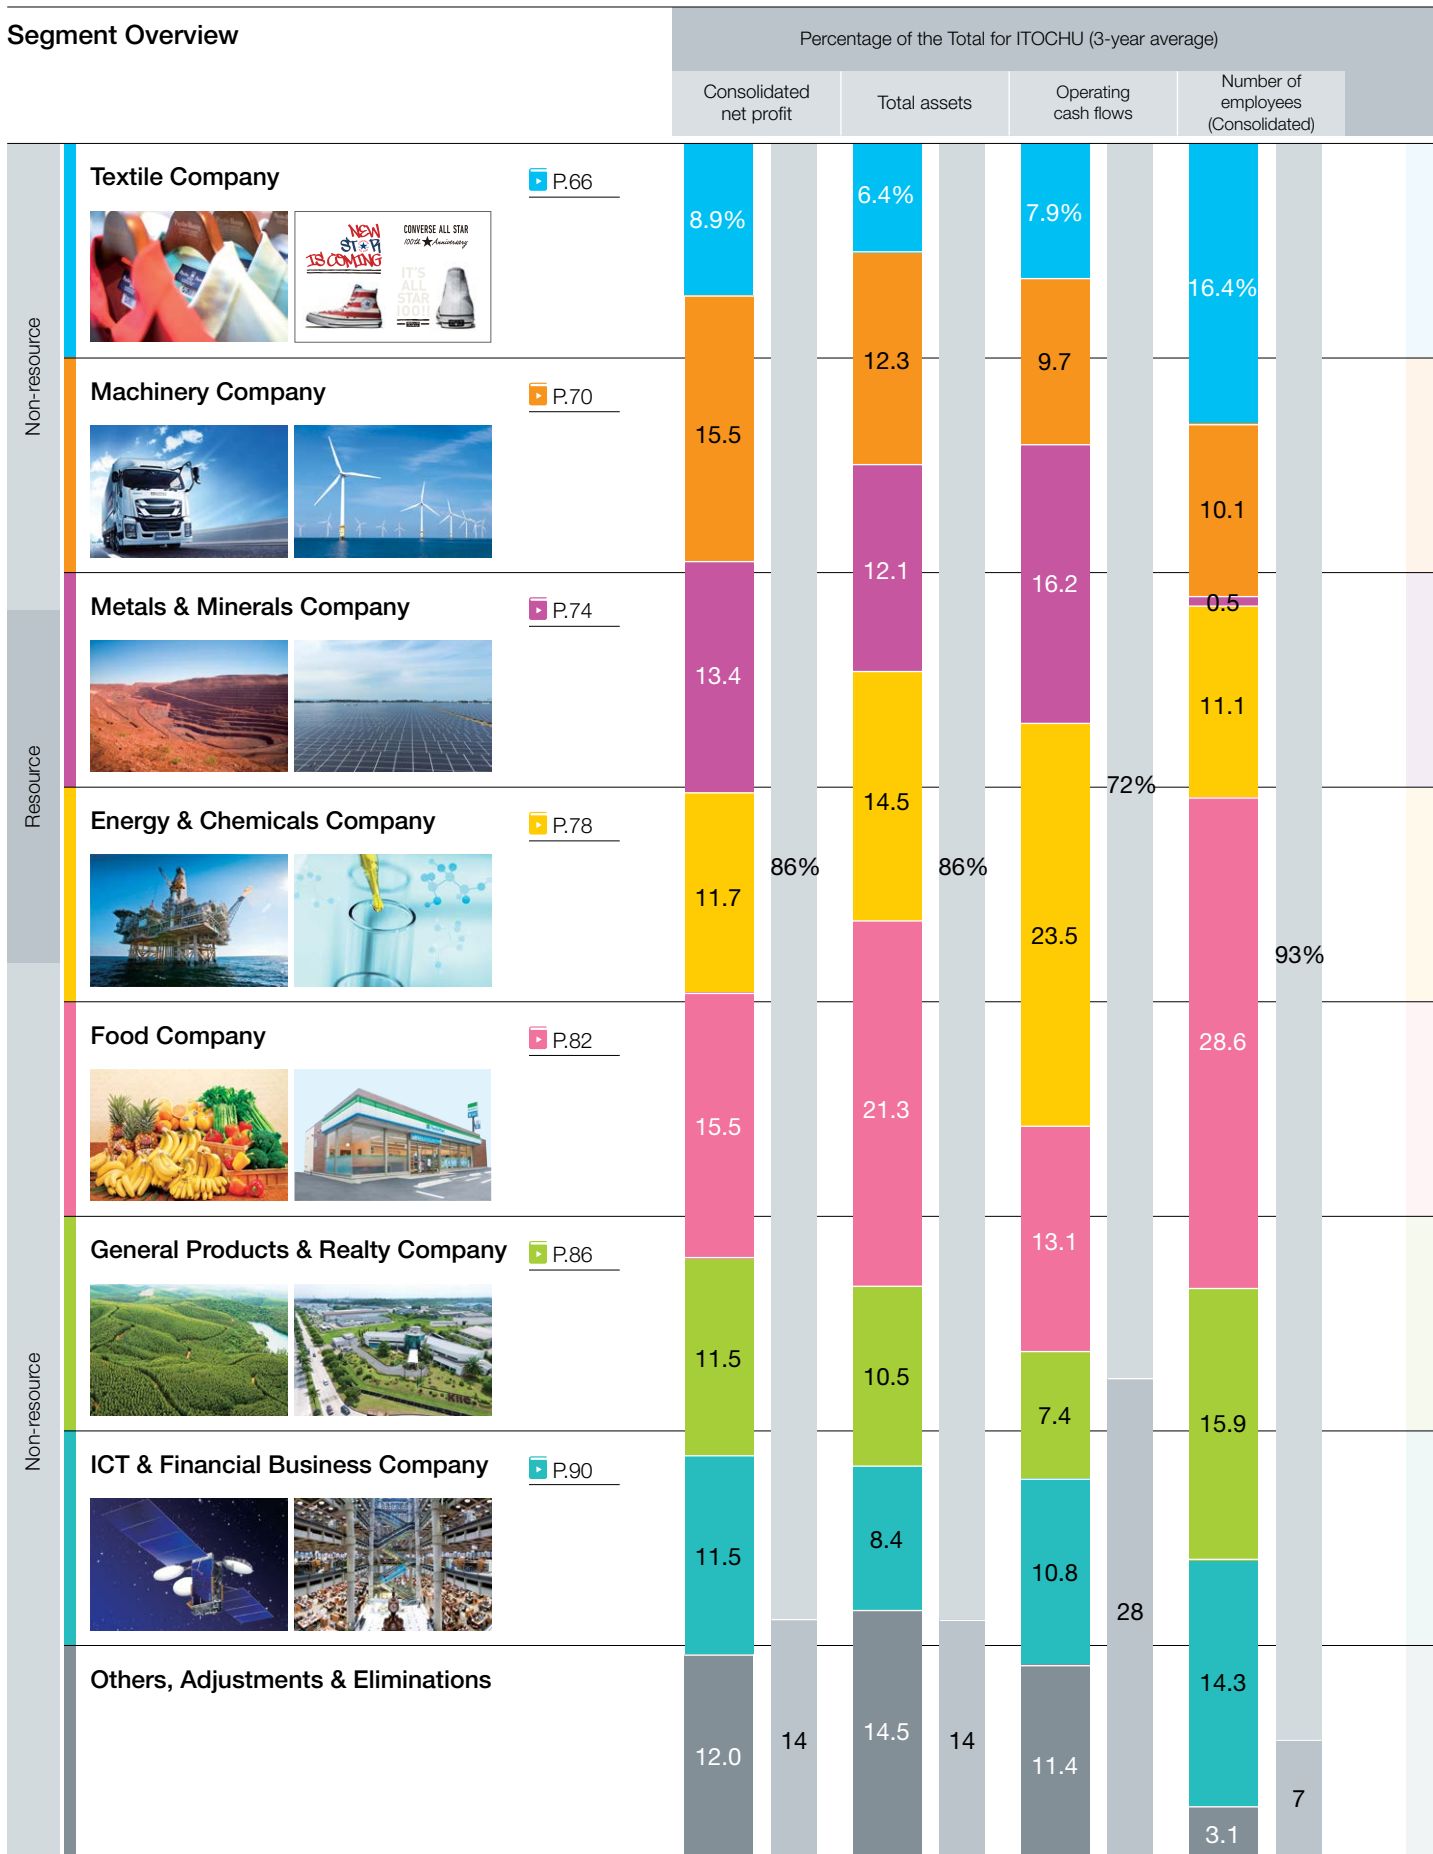 Segment Overview
Percentage of the Total for ITOCHU (3-year average)
Consolidated
net profit
Total assets
Operating
cash flows
Number of
employees
(Consolidated)
Non-resource
Resource
Non-resource
Textile Company
P.66
NEW
STAR
IS COMING
CONVERSE ALL STAR
100th Anniversary
IT'S
ALL
STAR
100!!
8.9%
6.4%
7.9%
16.4%
Machinery Company
P.70
15.5
12.3
9.7
10.1
Metals & Minerals Company
P.74
13.4
12.1
16.2
0.5
Energy & Chemicals Company
P.78
11.7
14.5
23.5
11.1
86%
86%
72%
93%
Food Company
P.82
15.5
21.3
13.1
28.6
General Products & Realty Company
P.86
11.5
10.5
7.4
15.9
ICT & Financial Business Company
P.90
11.5
8.4
10.8
14.3
Others, Adjustments & Eliminations
12.0
14.5
11.4
3.1
14
14
28
7